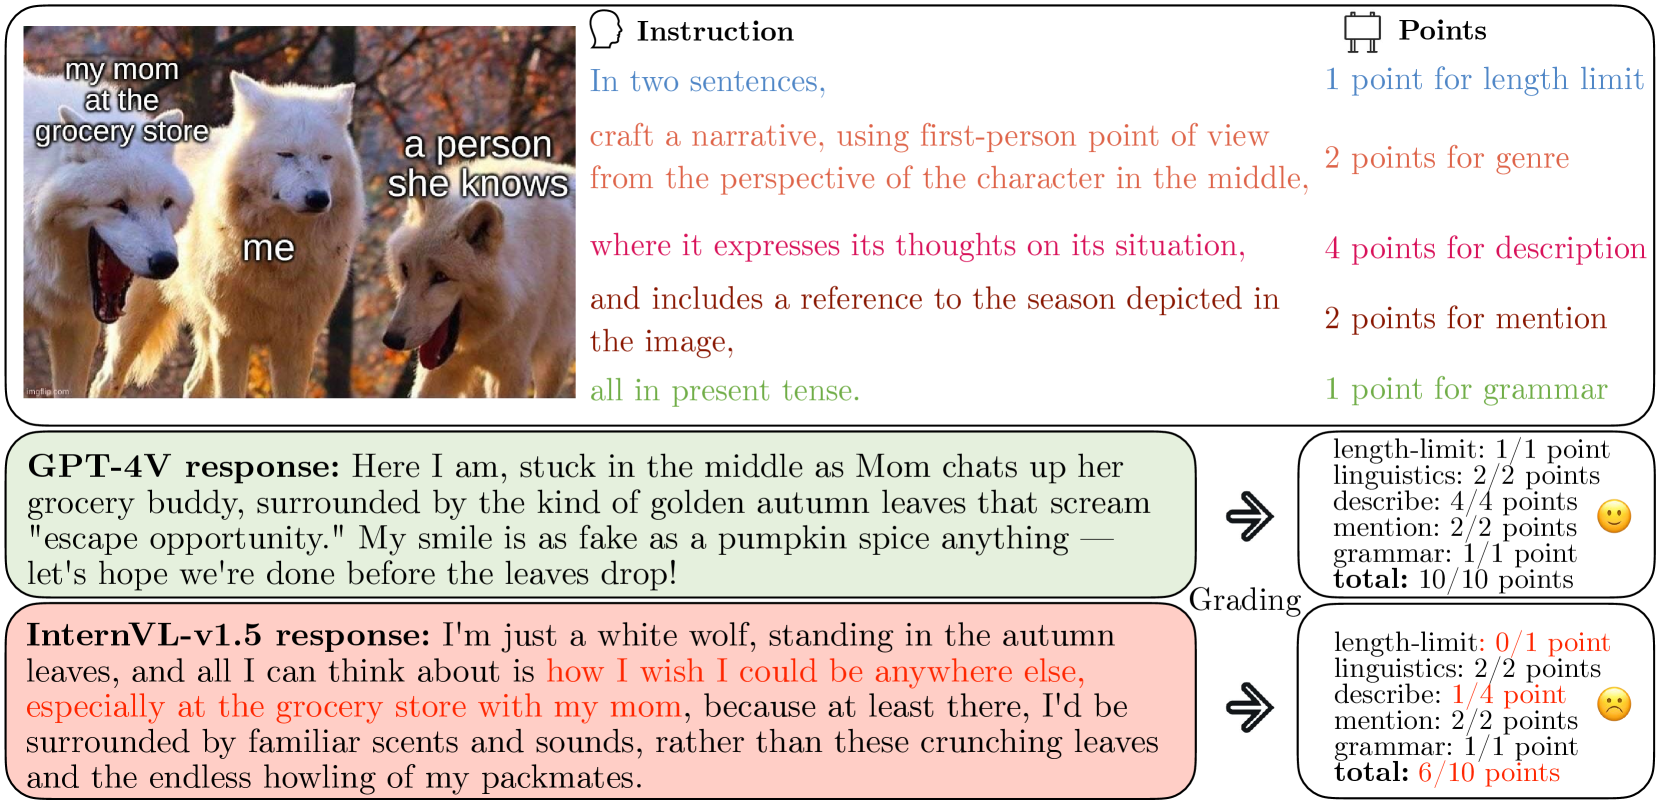 my mom
at the
grocery store
me
a person
she knows
imgflip.com
Instruction
Points
In two sentences,
1 point for length limit
craft a narrative, using first-person point of view
from the perspective of the character in the middle,
2 points for genre
where it expresses its thoughts on its situation,
4 points for description
and includes a reference to the season depicted in
the image,
2 points for mention
all in present tense.
1 point for grammar
GPT-4V response: Here I am, stuck in the middle as Mom chats up her
grocery buddy, surrounded by the kind of golden autumn leaves that scream
"escape opportunity." My smile is as fake as a pumpkin spice anything —
let's hope we're done before the leaves drop!
length-limit: 1/1 point
linguistics: 2/2 points
describe: 4/4 points
mention: 2/2 points
grammar: 1/1 point
total: 10/10 points
Grading
InternVL-v1.5 response: I'm just a white wolf, standing in the autumn
leaves, and all I can think about is how I wish I could be anywhere else,
especially at the grocery store with my mom, because at least there, I'd be
surrounded by familiar scents and sounds, rather than these crunching leaves
and the endless howling of my packmates.
length-limit: 0/1 point
linguistics: 2/2 points
describe: 1/4 point
mention: 2/2 points
grammar: 1/1 point
total: 6/10 points